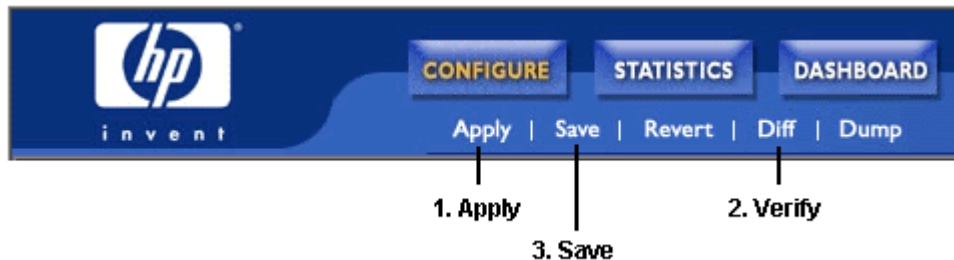 hp
invent
CONFIGURE STATISTICS DASHBOARD
Apply | Save | Revert | Diff | Dump
1. Apply 2. Verify
3. Save